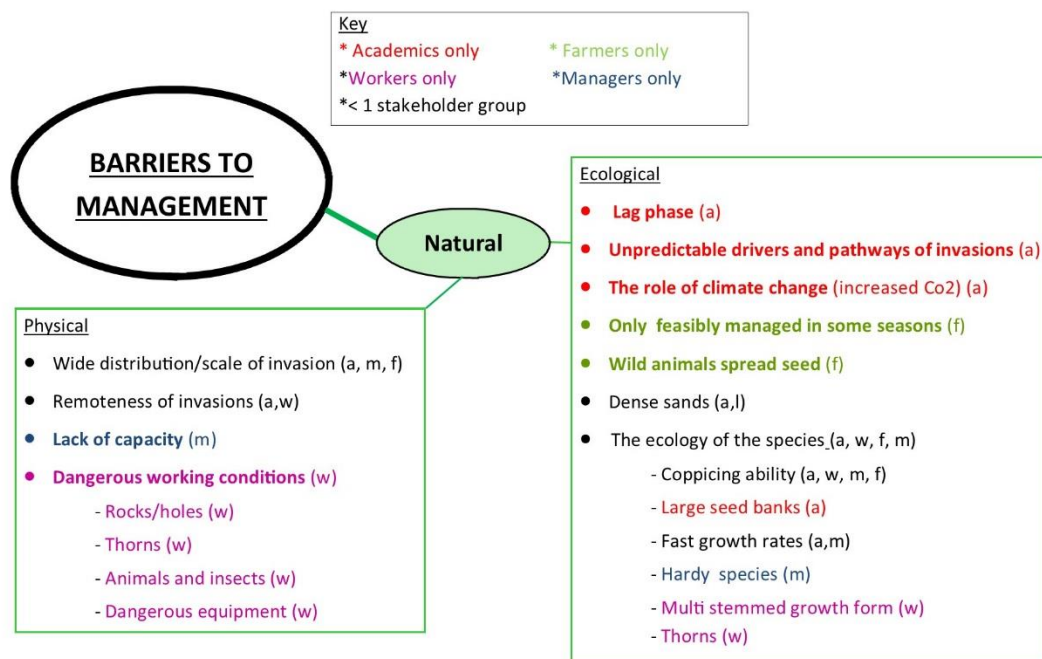 Key
* Academics only
* Farmers only
*Workers only
*Managers only
*< 1 stakeholder group
BARRIERS TO
MANAGEMENT
Natural
Ecological
● Lag phase (a)
● Unpredictable drivers and pathways of invasions (a)
● The role of climate change (increased Co2) (a)
● Only feasibly managed in some seasons (f)
● Wild animals spread seed (f)
● Dense sands (a,l)
● The ecology of the species (a, w, f, m)
- Coppicing ability (a, w, m, f)
- Large seed banks (a)
- Fast growth rates (a,m)
- Hardy species (m)
- Multi stemmed growth form (w)
- Thorns (w)
Physical
● Wide distribution/scale of invasion (a, m, f)
● Remoteness of invasions (a,w)
● Lack of capacity (m)
● Dangerous working conditions (w)
- Rocks/holes (w)
- Thorns (w)
- Animals and insects (w)
- Dangerous equipment (w)